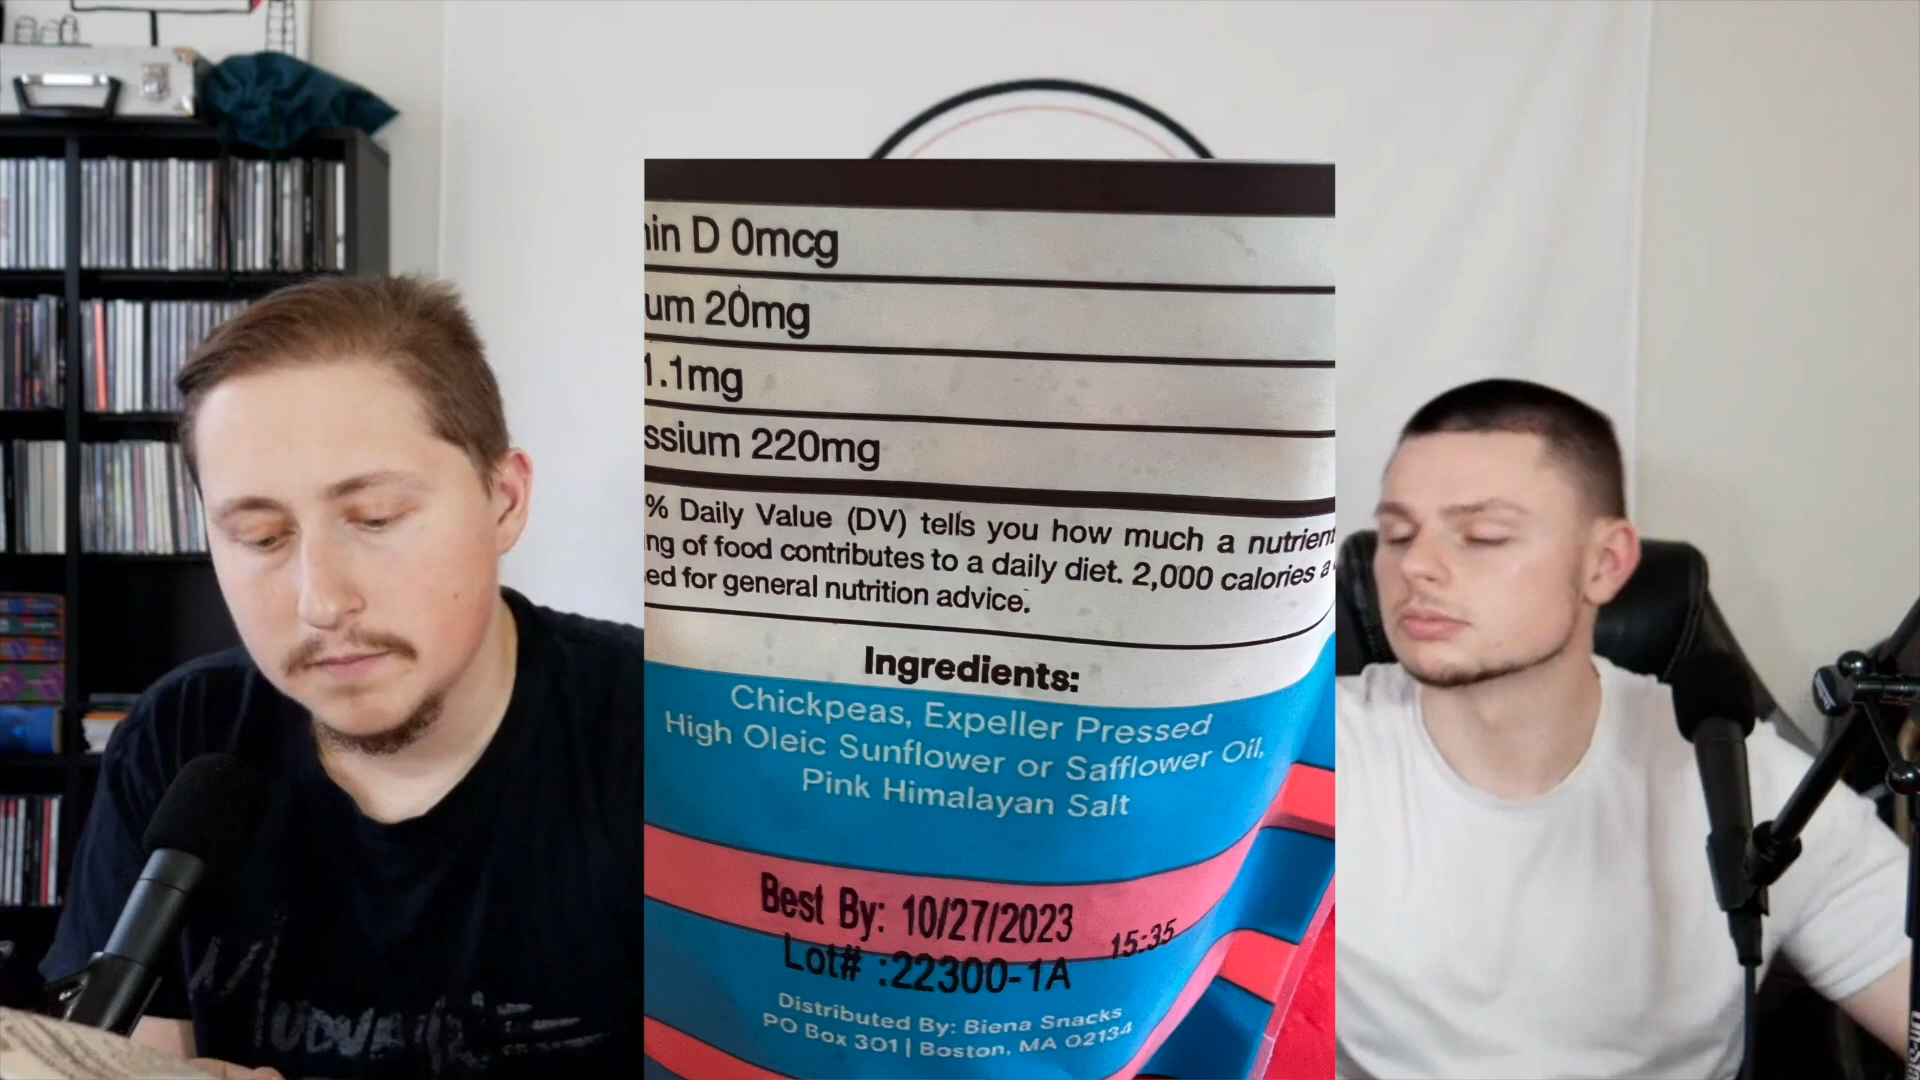 in D 0mcg
um 20mg
1.1mg
ssium 220mg
% Daily Value (DV) tells you how much a nutrient
ng of food contributes to a daily diet. 2,000 calories a
ed for general nutrition advice.
Ingredients:
Chickpeas, Expeller Pressed
High Oleic Sunflower or Safflower Oil,
Pink Himalayan Salt
Best By: 10/27/2023
15:35
Lot# :22300-1A
Distributed By: Biena Snacks
PO Box 301 | Boston, MA 02134
MUDVAYNE